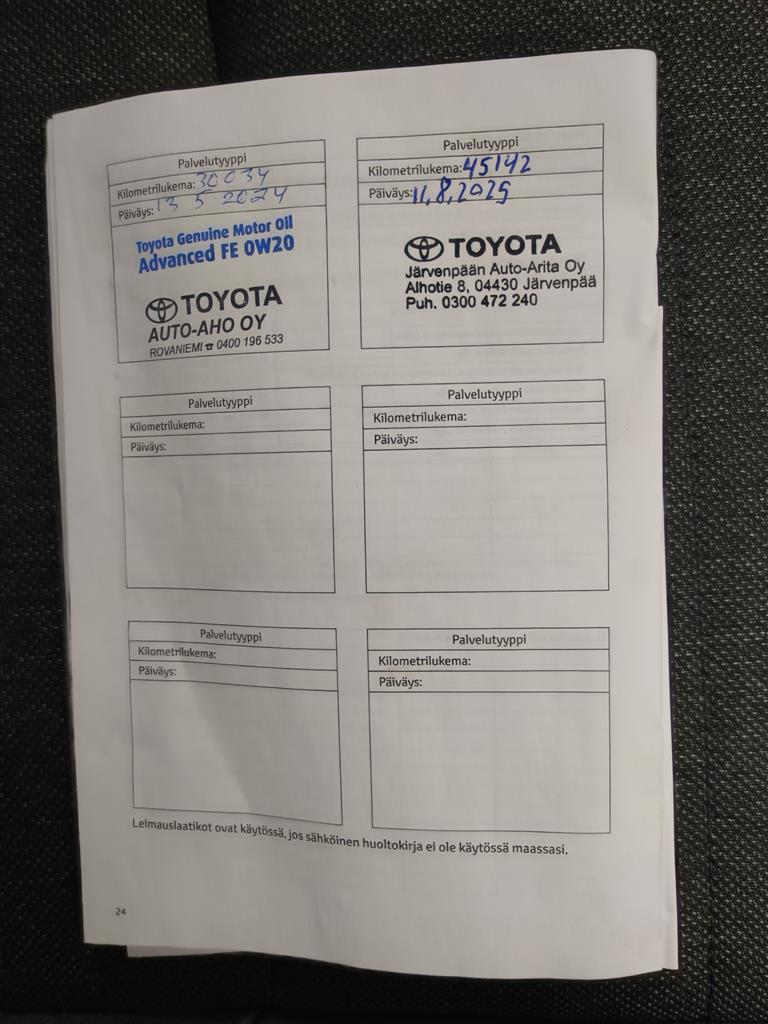 Palvelutyyppi
Kilometrilukema: 30034
Päiväys: 13 5 2024
Toyota Genuine Motor Oil
Advanced FE 0W20
TOYOTA
AUTO-AHO OY
ROVANIEMI ☎ 0400 196 533
Palvelutyyppi
Kilometrilukema: 45142
Päiväys: 11,8,2025
TOYOTA
Järvenpään Auto-Arita Oy
Alhotie 8, 04430 Järvenpää
Puh. 0300 472 240
Palvelutyyppi
Kilometrilukema:
Päiväys:
Palvelutyyppi
Kilometrilukema:
Päiväys:
Palvelutyyppi
Kilometrilukema:
Päiväys:
Palvelutyyppi
Kilometrilukema:
Päiväys:
Leimauslaatikot ovat käytössä, jos sähköinen huoltokirja ei ole käytössä maassasi.
24